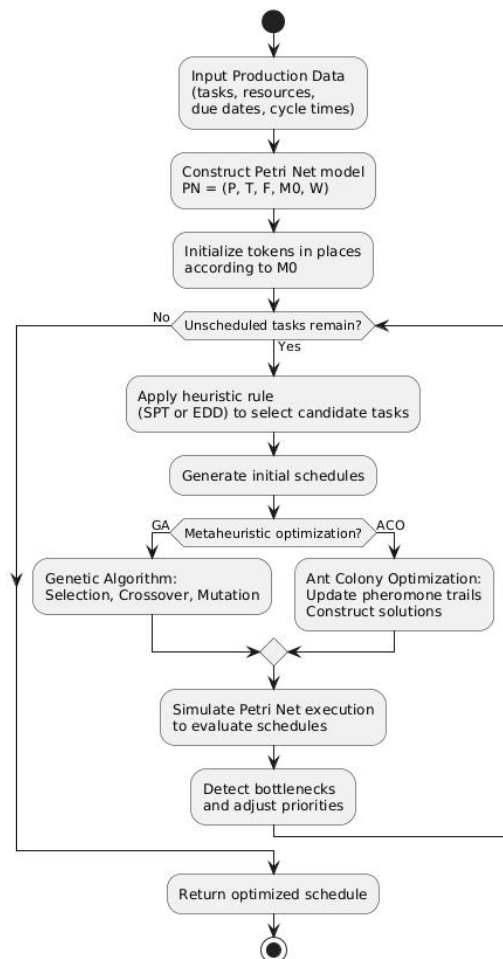 Input Production Data
(tasks, resources,
due dates, cycle times)
Construct Petri Net model
PN = (P, T, F, M0, W)
Initialize tokens in places
according to M0
No
Unscheduled tasks remain?
Yes
Apply heuristic rule
(SPT or EDD) to select candidate tasks
Generate initial schedules
GA
Metaheuristic optimization?
ACO
Genetic Algorithm:
Selection, Crossover, Mutation
Ant Colony Optimization:
Update pheromone trails
Construct solutions
Simulate Petri Net execution
to evaluate schedules
Detect bottlenecks
and adjust priorities
Return optimized schedule